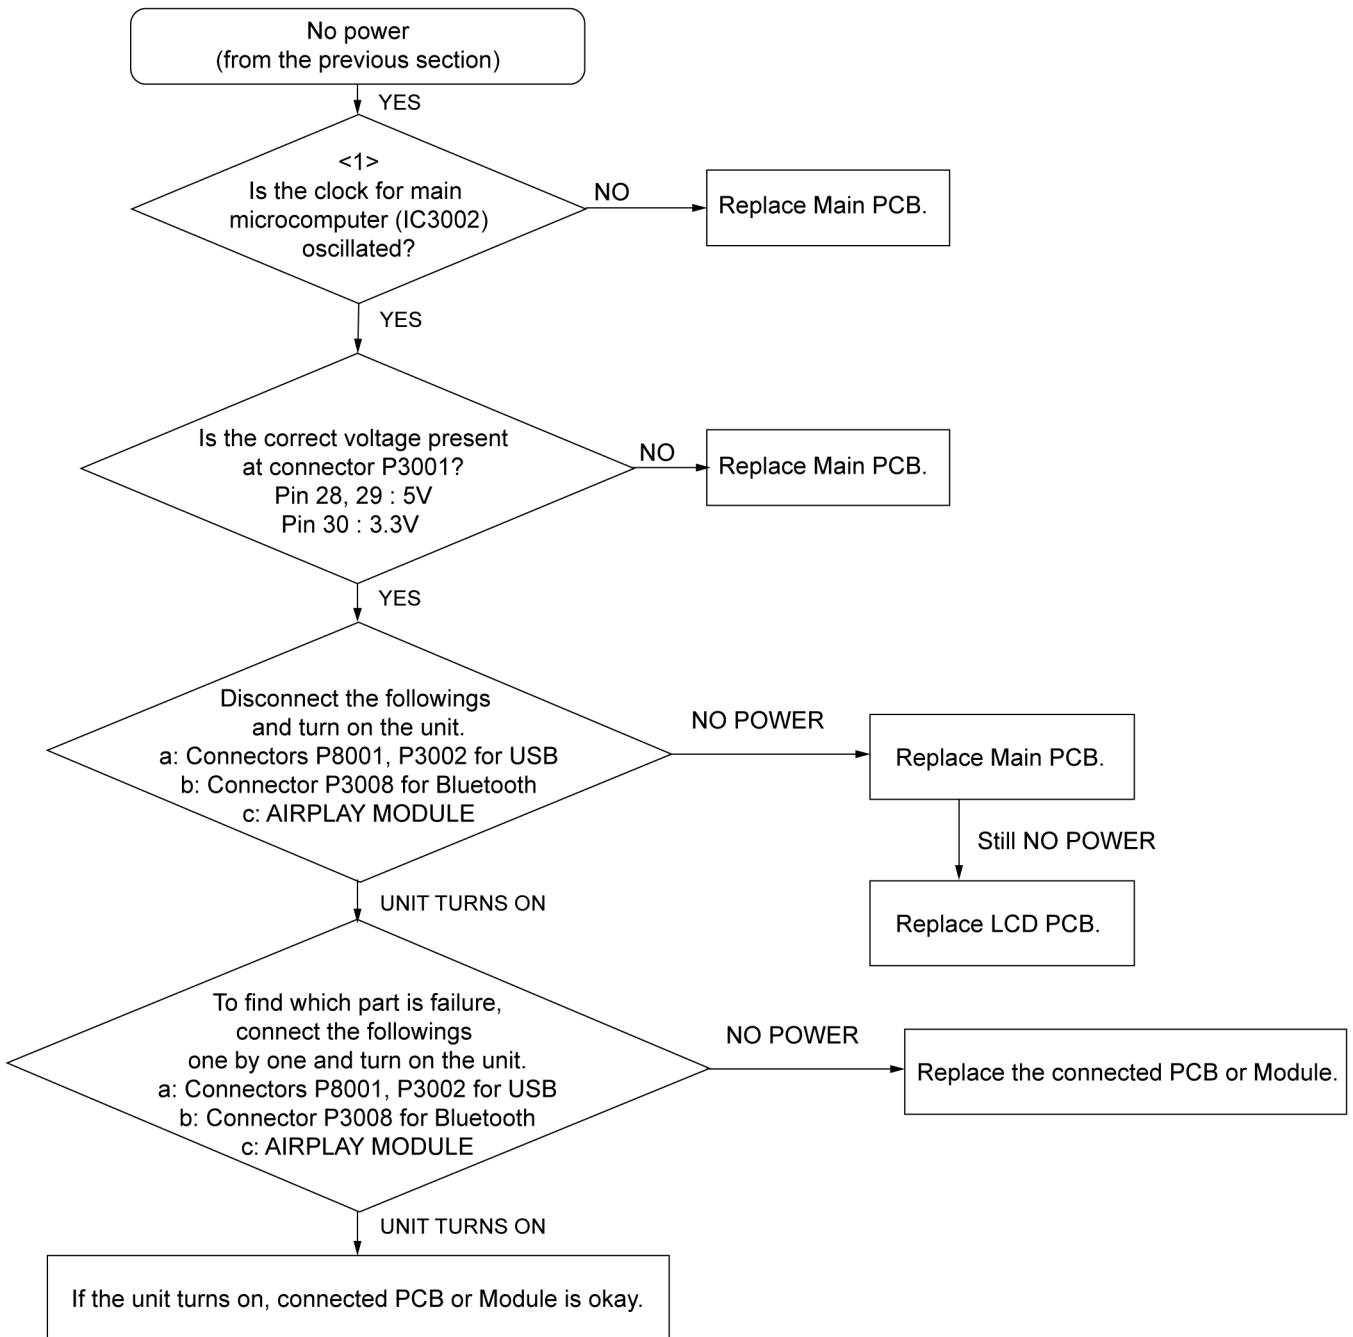 No power
(from the previous section)
YES
<1>
Is the clock for main
microcomputer (IC3002)
oscillated?
NO
Replace Main PCB.
YES
Is the correct voltage present
at connector P3001?
Pin 28, 29 : 5V
Pin 30 : 3.3V
NO
Replace Main PCB.
YES
Disconnect the followings
and turn on the unit.
a: Connectors P8001, P3002 for USB
b: Connector P3008 for Bluetooth
c: AIRPLAY MODULE
NO POWER
Replace Main PCB.
Still NO POWER
Replace LCD PCB.
UNIT TURNS ON
To find which part is failure,
connect the followings
one by one and turn on the unit.
a: Connectors P8001, P3002 for USB
b: Connector P3008 for Bluetooth
c: AIRPLAY MODULE
NO POWER
Replace the connected PCB or Module.
UNIT TURNS ON
If the unit turns on, connected PCB or Module is okay.